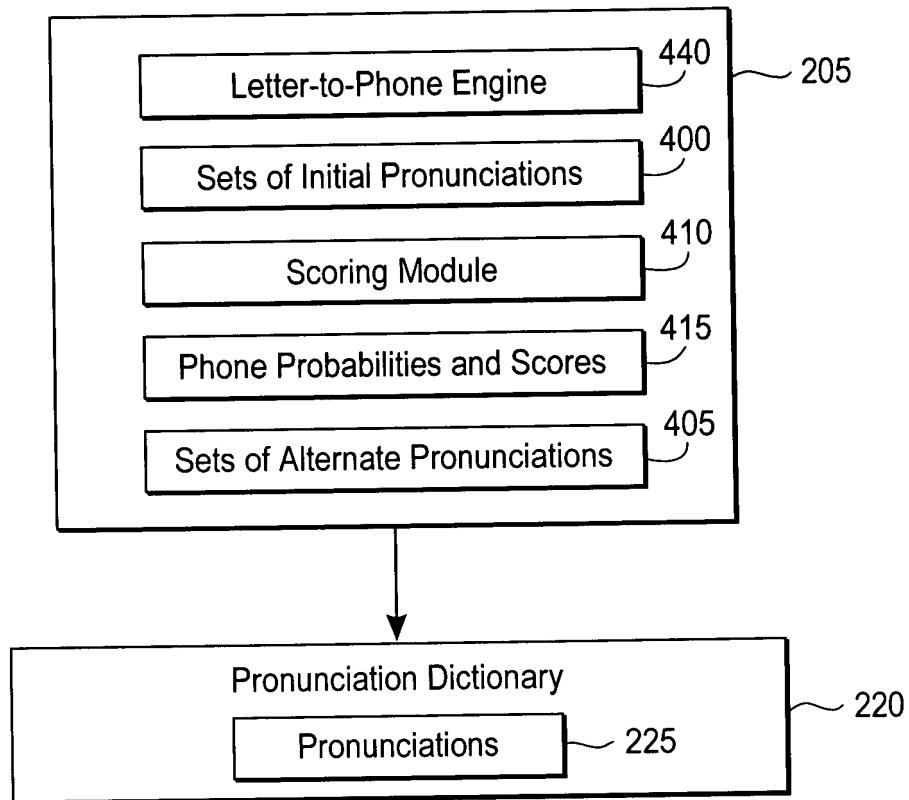 440
Letter-to-Phone Engine
205
400
Sets of Initial Pronunciations
410
Scoring Module
415
Phone Probabilities and Scores
405
Sets of Alternate Pronunciations
Pronunciation Dictionary
220
Pronunciations
225